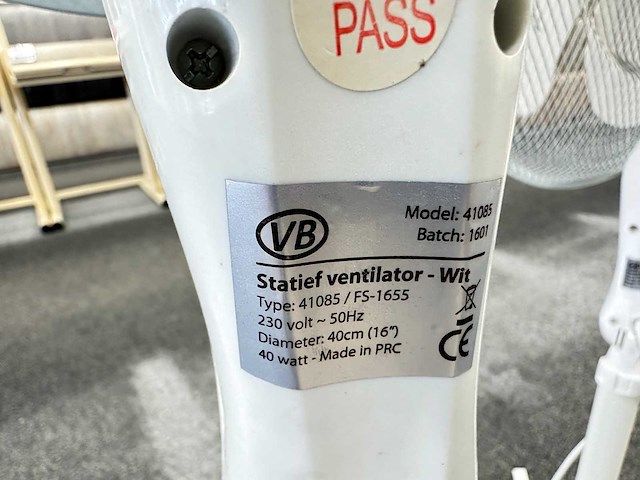 PASS
VB
Model: 41085
Batch: 1601
Statief ventilator - Wit
Type: 41085 / FS-1655
230 volt ~ 50Hz
Diameter: 40cm (16”)
40 watt - Made in PRC
CE